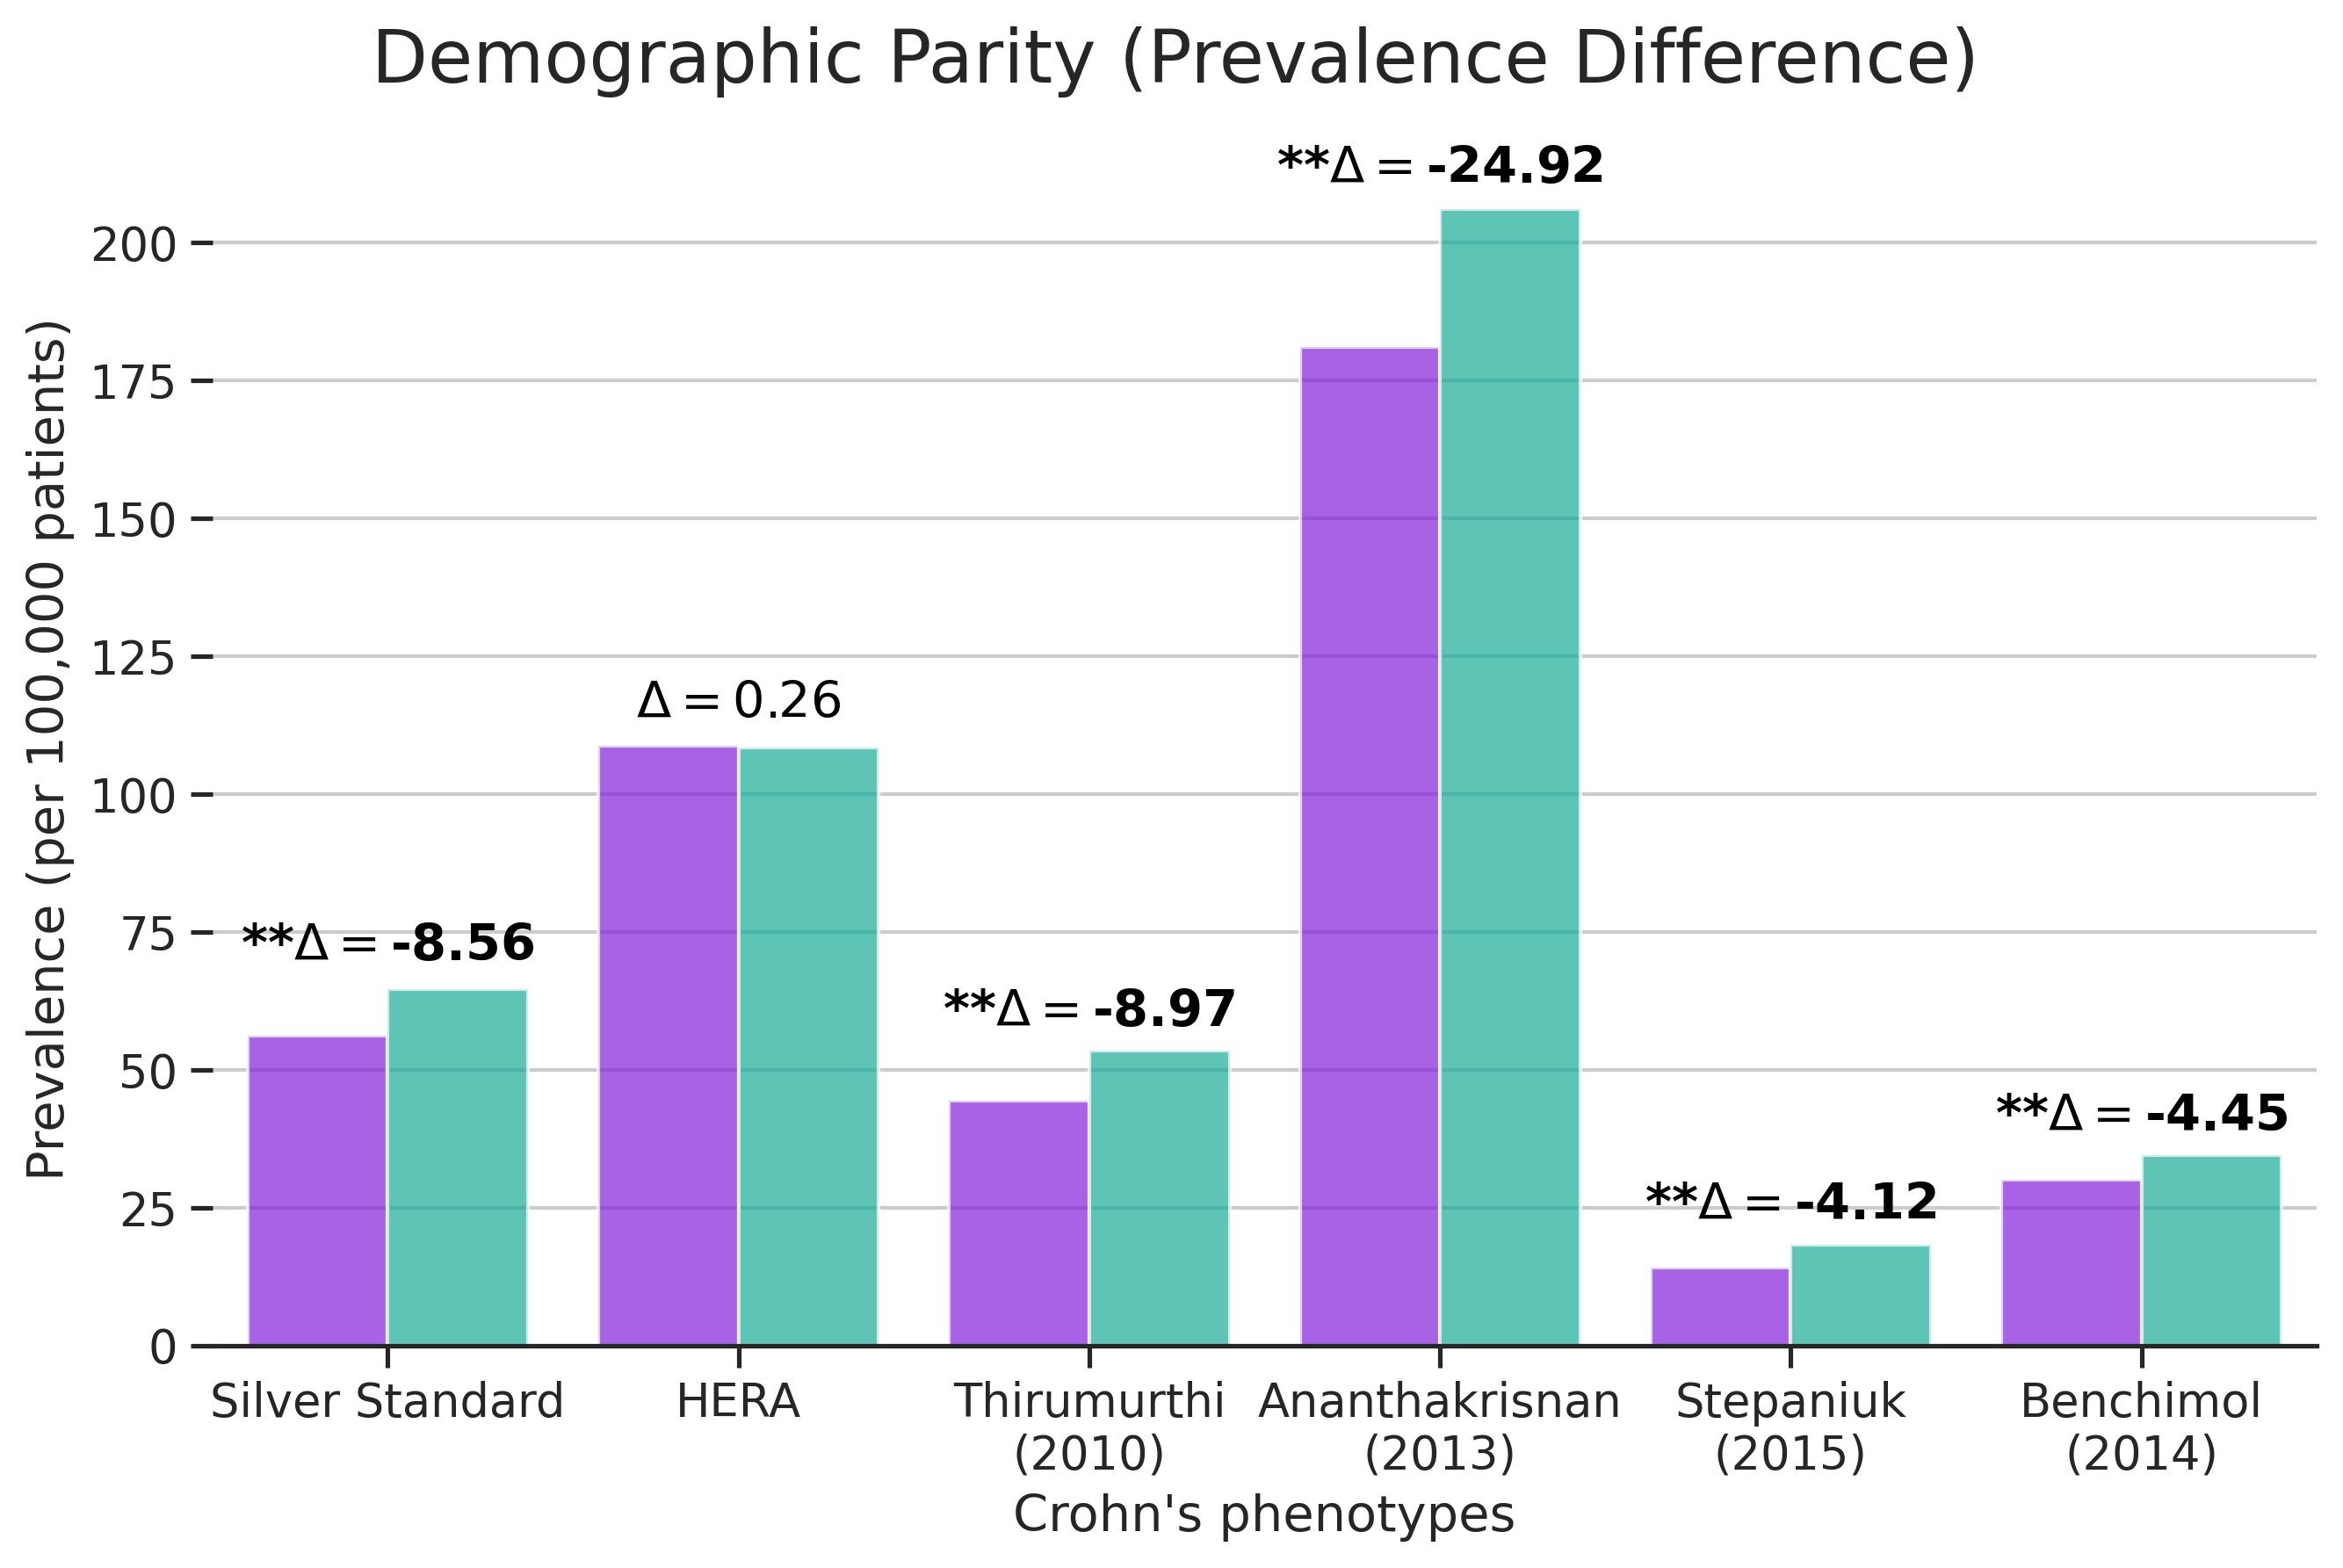 Demographic Parity (Prevalence Difference)
Prevalence (per 100,000 patients)
200
175
150
125
100
75
50
25
0
**Δ = -8.56
Δ = 0.26
**Δ = -8.97
**Δ = -24.92
**Δ = -4.12
**Δ = -4.45
Silver Standard
HERA
Thirumurthi
(2010)
Ananthakrisnan
(2013)
Stepaniuk
(2015)
Benchimol
(2014)
Crohn's phenotypes